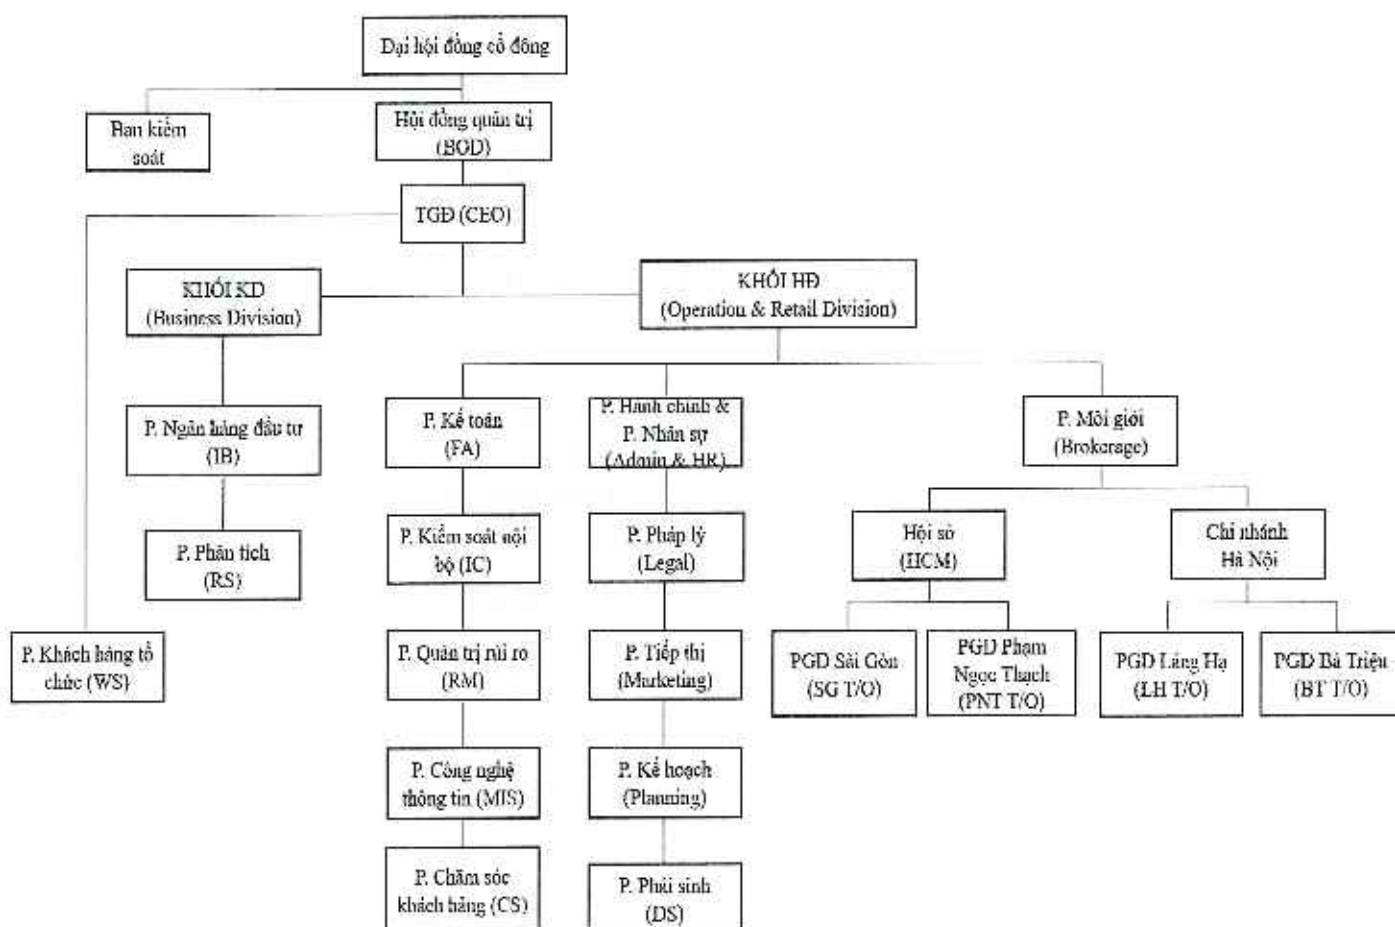 Đại hội đồng cổ đông
Ban kiểm
soát
Hội đồng quản trị
(BOD)
TGĐ (CEO)
KHỐI KD
(Business Division)
KHỐI HĐ
(Operation & Retail Division)
P. Ngân hàng đầu tư
(IB)
P. Kế toán
(FA)
P. Hành chính &
P. Nhân sự
(Admin & HR)
P. Môi giới
(Brokerage)
P. Phân tích
(RS)
P. Kiểm soát nội
bộ (IC)
P. Pháp lý
(Legal)
Hội sở
(HCM)
Chi nhánh
Hà Nội
P. Khách hàng tổ
chức (WS)
P. Quản trị rủi ro
(RM)
P. Tiếp thị
(Marketing)
PGD Sài Gòn
(SG T/O)
PGD Phạm
Ngọc Thạch
(PNT T/O)
PGD Láng Hạ
(LH T/O)
PGD Bà Triệu
(BT T/O)
P. Công nghệ
thông tin (MIS)
P. Kế hoạch
(Planning)
P. Chăm sóc
khách hàng (CS)
P. Phái sinh
(DS)